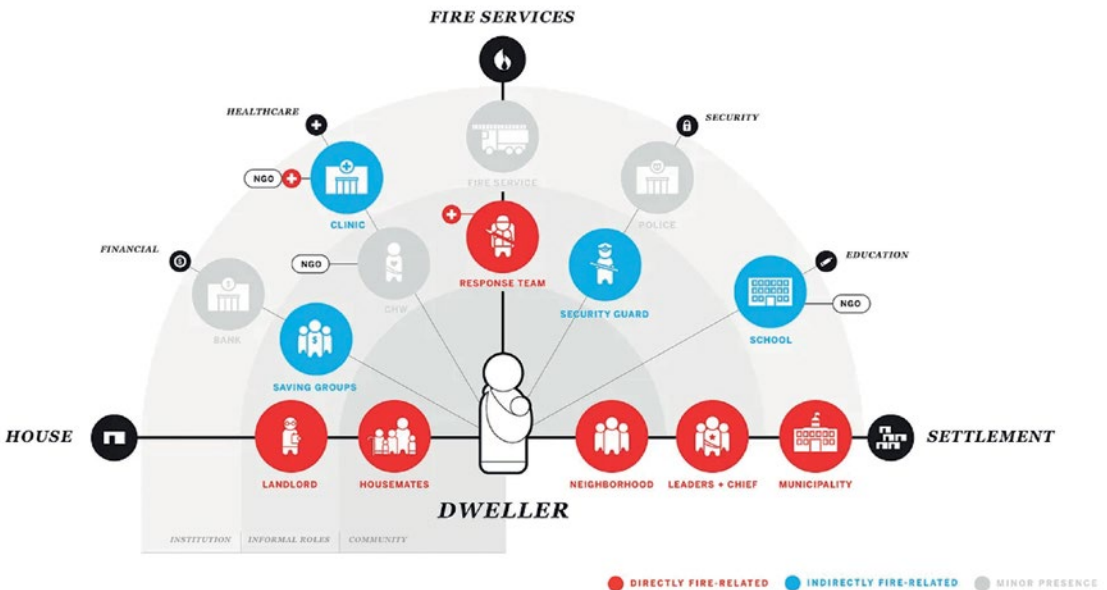 FIRE SERVICES
HEALTHCARE
SECURITY
NGO
FIRE SERVICE
CLINIC
POLICE
FINANCIAL
NGO
RESPONSE TEAM
EDUCATION
CHW
SECURITY GUARD
NGO
BANK
SCHOOL
SAVING GROUPS
HOUSE
SETTLEMENT
LANDLORD
HOUSEMATES
NEIGHBORHOOD
LEADERS + CHIEF
MUNICIPALITY
DWELLER
INSTITUTION
INFORMAL ROLES
COMMUNITY
DIRECTLY FIRE-RELATED
INDIRECTLY FIRE-RELATED
MINOR PRESENCE